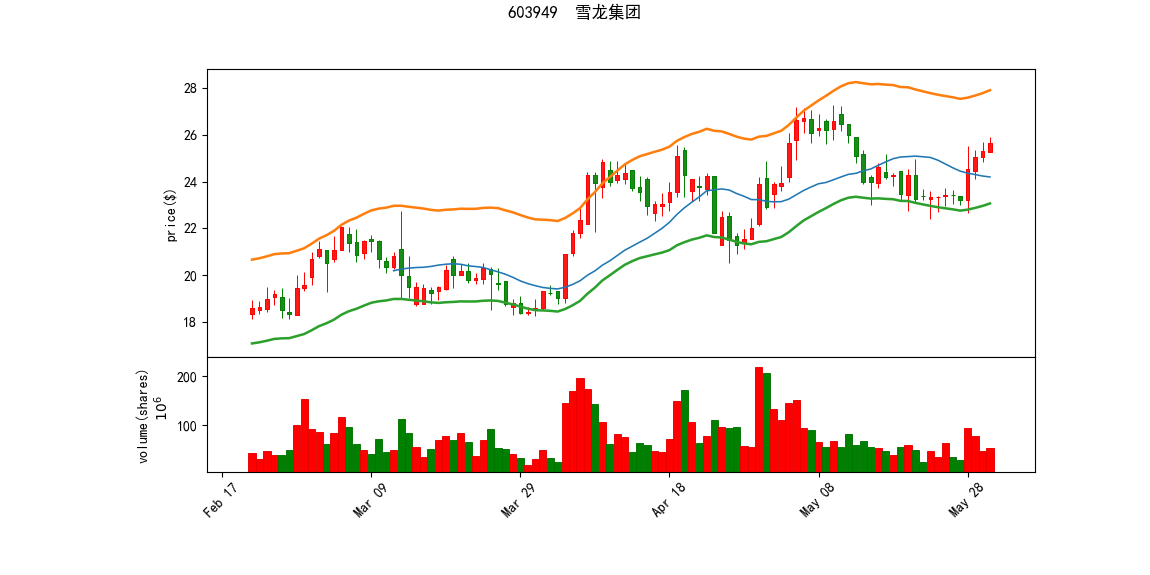 603949 雪龙集团
price($)
28
26
24
22
20
18
volume(shares)
10^6
200
100
Feb 17
Mar 09
Mar 29
Apr 18
May 08
May 28